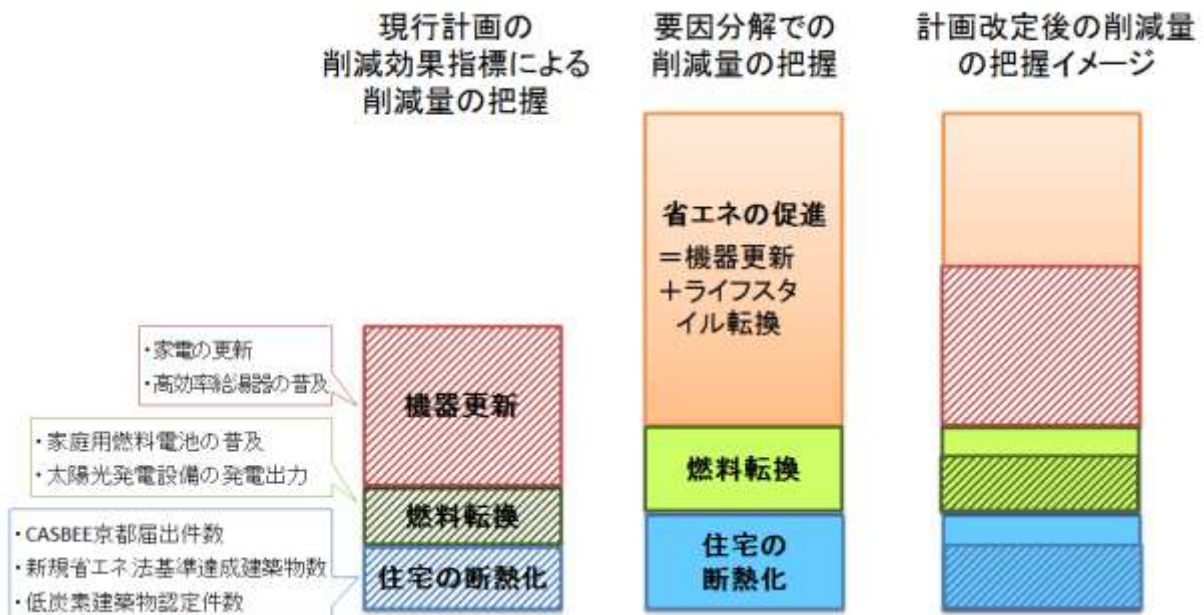 現行計画の
削減効果指標による
削減量の把握
要因分解での
削減量の把握
計画改定後の削減量
の把握イメージ
省エネの促進
＝機器更新
＋ライフスタ
イル転換
・家電の更新
・高効率給湯器の普及
機器更新
・家庭用燃料電池の普及
・太陽光発電設備の発電出力
燃料転換
燃料転換
・CASBEE京都届出件数
・新規省エネ法基準達成建築物数
・低炭素建築物認定件数
住宅の断熱化
住宅の
断熱化